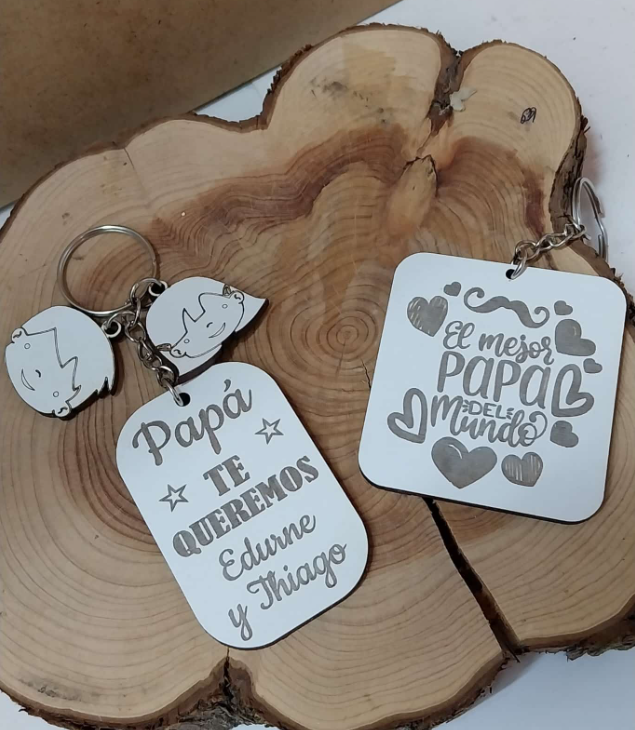 Papá
TE
QUEREMOS
Edurne
y Thiago
El mejor
PAPÁ
DEL
Mundo